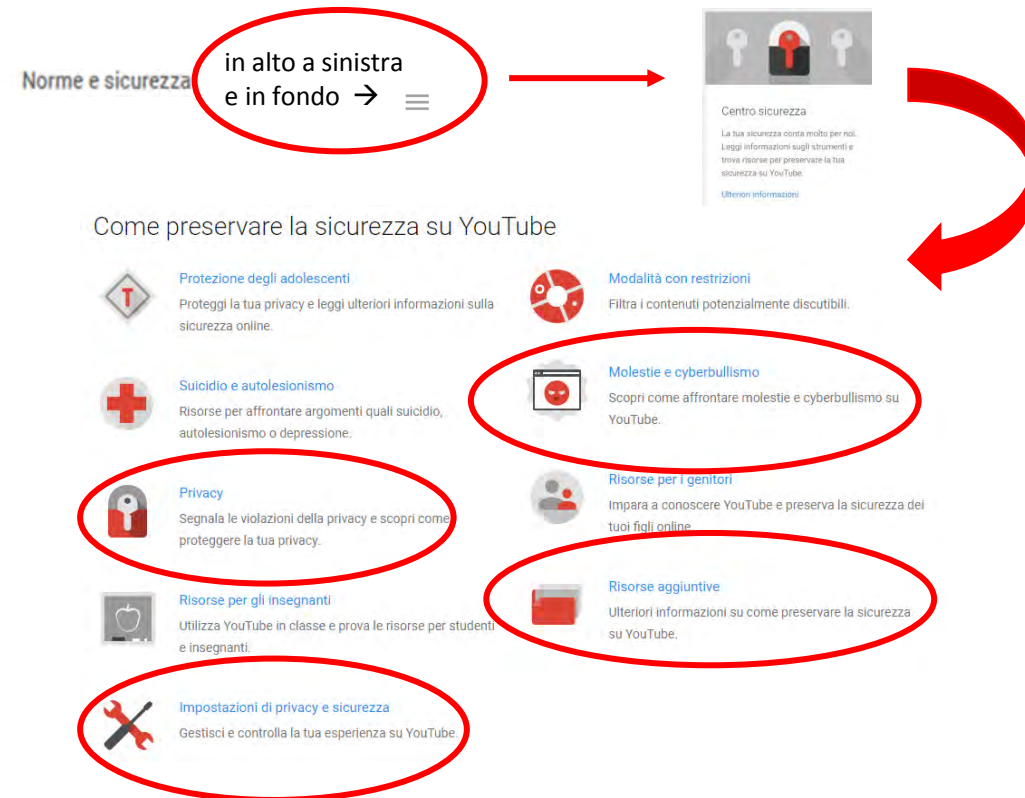 Norme e sicurezza
in alto a sinistra
e in fondo →
Centro sicurezza
La tua sicurezza conta molto per noi.
Leggi informazioni sugli strumenti e
trova risorse per preservare la tua
sicurezza su YouTube.
Ulteriori informazioni
Come preservare la sicurezza su YouTube
T
Protezione degli adolescenti
Proteggi la tua privacy e leggi ulteriori informazioni sulla
sicurezza online.
Modalità con restrizioni
Filtra i contenuti potenzialmente discutibili.
Suicidio e autolesionismo
Risorse per affrontare argomenti quali suicidio,
autolesionismo o depressione.
Molestie e cyberbullismo
Scopri come affrontare molestie e cyberbullismo su
YouTube.
Privacy
Segnala le violazioni della privacy e scopri come
proteggere la tua privacy.
Risorse per i genitori
Impara a conoscere YouTube e preserva la sicurezza dei
tuoi figli online.
Risorse per gli insegnanti
Utilizza YouTube in classe e prova le risorse per studenti
e insegnanti.
Risorse aggiuntive
Ulteriori informazioni su come preservare la sicurezza
su YouTube.
Impostazioni di privacy e sicurezza
Gestisci e controlla la tua esperienza su YouTube.